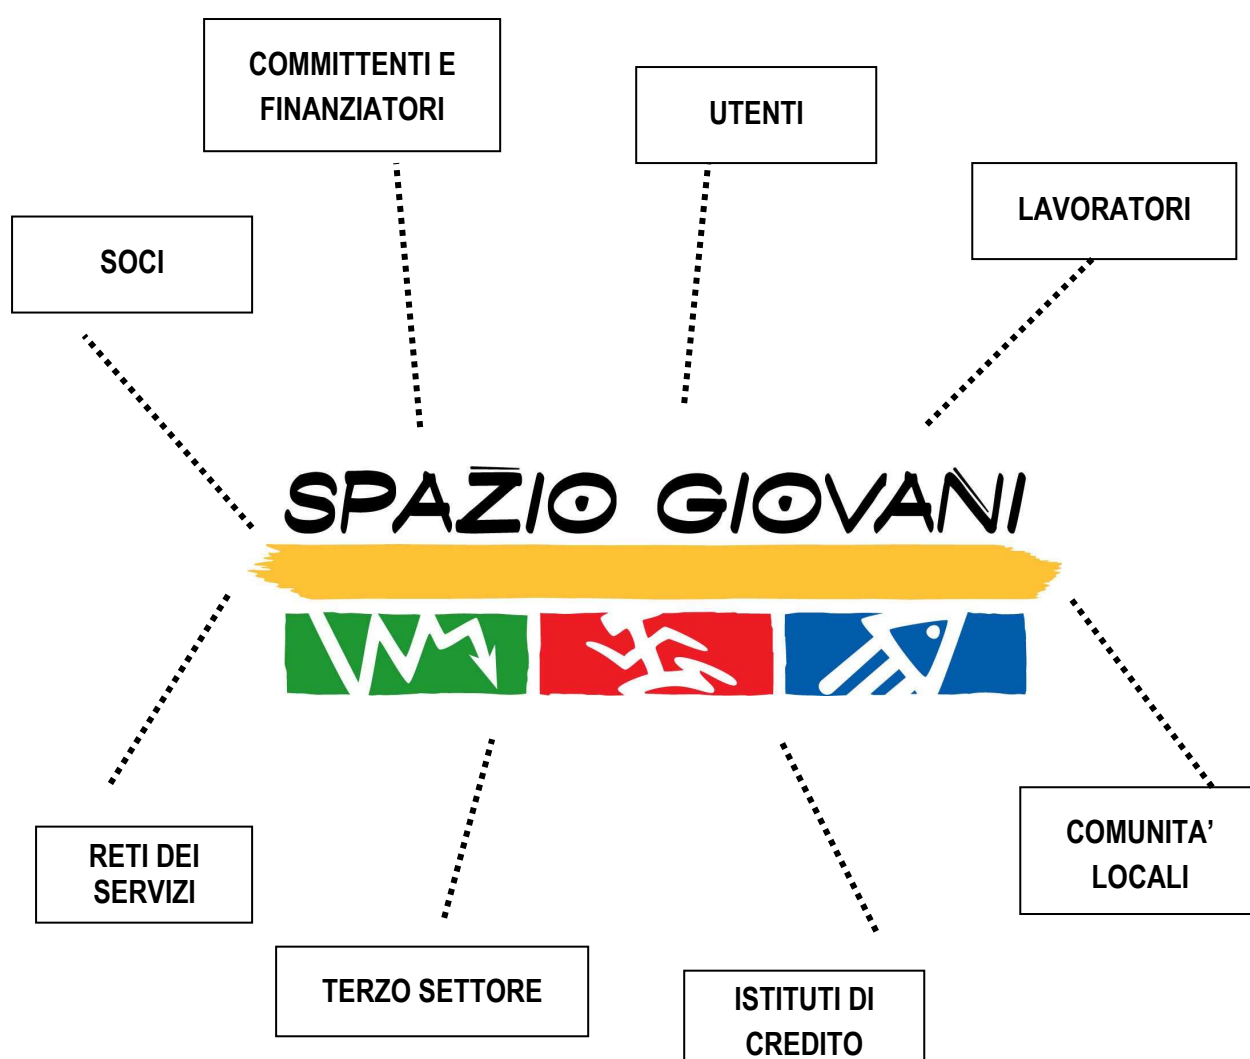 COMMITTENTI E
FINANZIATORI
UTENTI
LAVORATORI
SOCI
SPAZIO GIOVANI
RETI DEI
SERVIZI
COMUNITA’
LOCALI
TERZO SETTORE
ISTITUTI DI
CREDITO